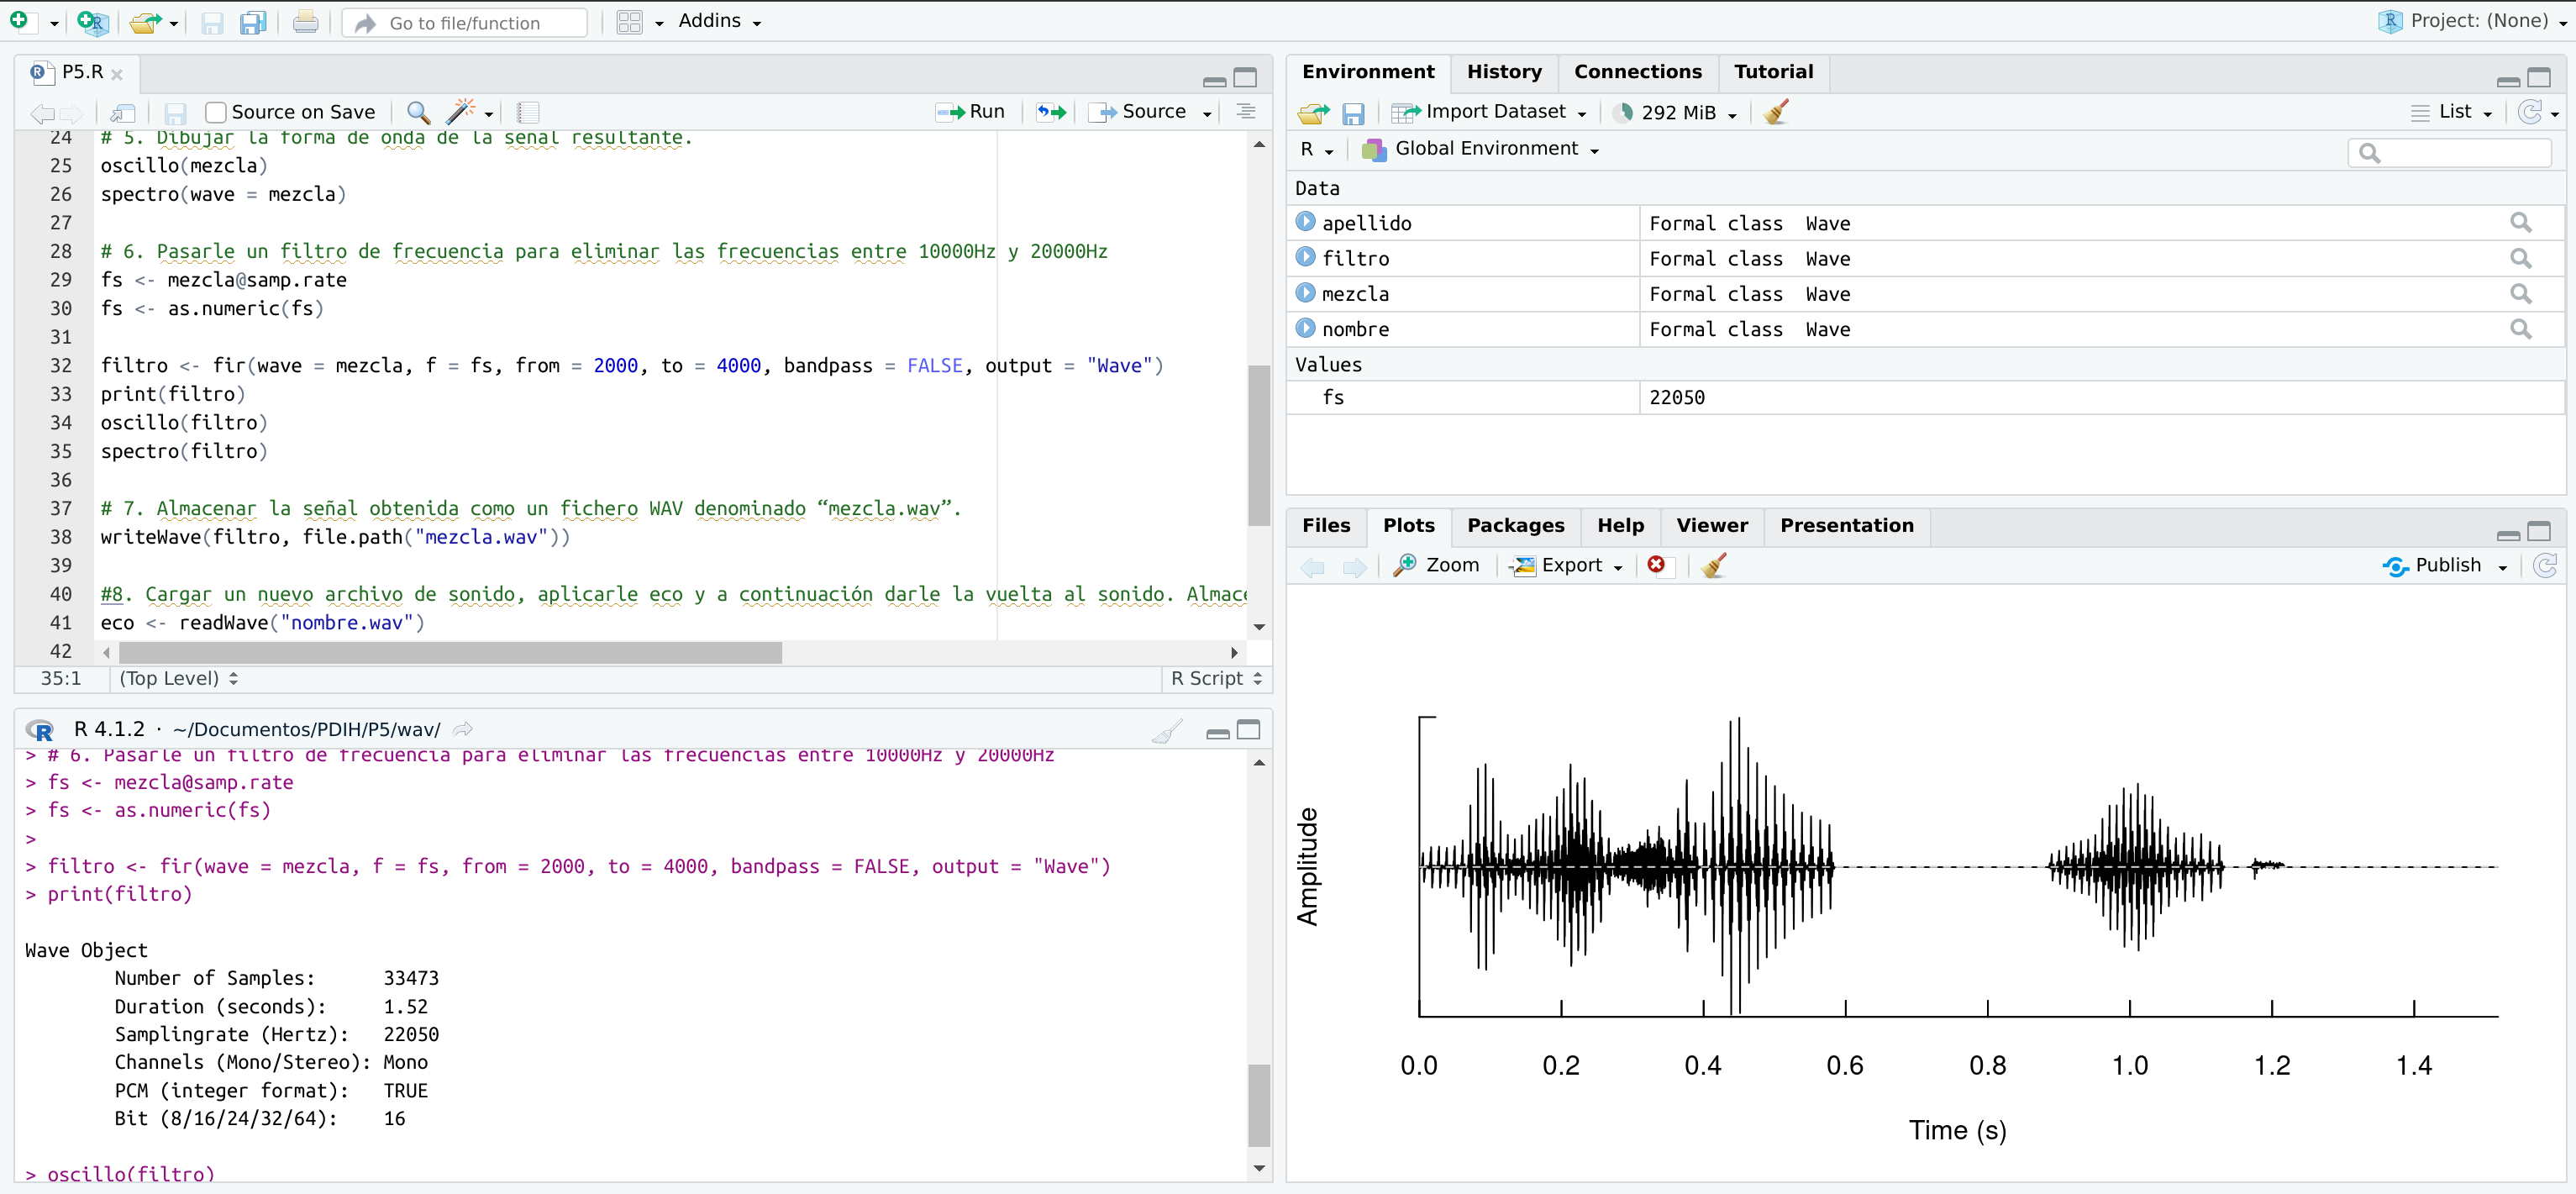 Go to file/function
Addins
Project: (None)
P5.R
Source on Save
Run
Source
24 # 5. Dibujar la forma de onda de la señal resultante.
25 oscillo(mezcla)
26 spectro(wave = mezcla)
27
28 # 6. Pasarle un filtro de frecuencia para eliminar las frecuencias entre 10000Hz y 20000Hz
29 fs <- mezcla@samp.rate
30 fs <- as.numeric(fs)
31
32 filtro <- fir(wave = mezcla, f = fs, from = 2000, to = 4000, bandpass = FALSE, output = "Wave")
33 print(filtro)
34 oscillo(filtro)
35 spectro(filtro)
36
37 # 7. Almacenar la señal obtenida como un fichero WAV denominado “mezcla.wav”.
38 writeWave(filtro, file.path("mezcla.wav"))
39
40 #8. Cargar un nuevo archivo de sonido, aplicarle eco y a continuación darle la vuelta al sonido. Almace
41 eco <- readWave("nombre.wav")
42
35:1 (Top Level) R Script
R 4.1.2 · ~/Documentos/PDIH/P5/wav/
> # 6. Pasarle un filtro de frecuencia para eliminar las frecuencias entre 10000Hz y 20000Hz
> fs <- mezcla@samp.rate
> fs <- as.numeric(fs)
>
> filtro <- fir(wave = mezcla, f = fs, from = 2000, to = 4000, bandpass = FALSE, output = "Wave")
> print(filtro)
Wave Object
Number of Samples: 33473
Duration (seconds): 1.52
Samplingrate (Hertz): 22050
Channels (Mono/Stereo): Mono
PCM (integer format): TRUE
Bit (8/16/24/32/64): 16
> oscillo(filtro)
Environment History Connections Tutorial
Import Dataset 292 MiB List
R Global Environment
Data
apellido Formal class Wave
filtro Formal class Wave
mezcla Formal class Wave
nombre Formal class Wave
Values
fs 22050
Files Plots Packages Help Viewer Presentation
Zoom Export Publish
Amplitude
0.0 0.2 0.4 0.6 0.8 1.0 1.2 1.4
Time (s)